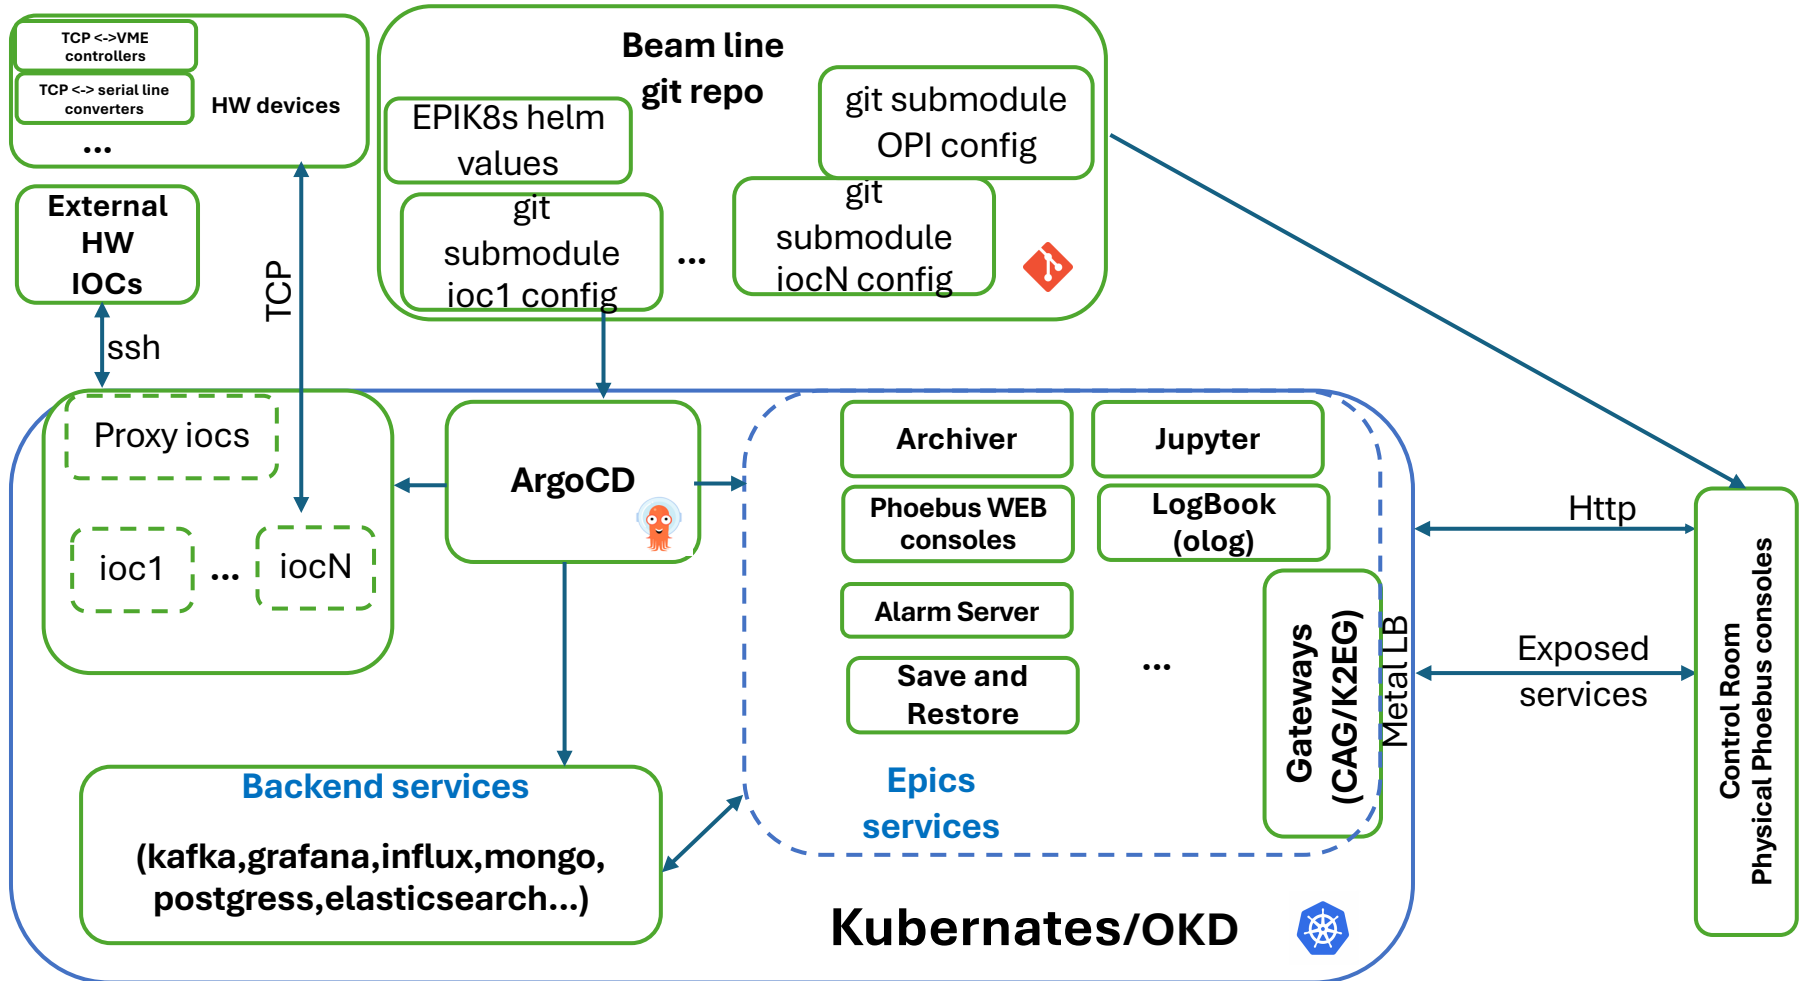 TCP <->VME
controllers
TCP <-> serial line
converters
...
HW devices
Beam line
git repo
EPIK8s helm
values
git submodule
OPI config
git
submodule
ioc1 config
...
git
submodule
iocN config
External
HW
IOCs
ssh
TCP
Proxy iocs
ioc1
...
iocN
ArgoCD
Archiver
Jupyter
Phoebus WEB
consoles
LogBook
(olog)
Alarm Server
Save and
Restore
...
Gateways
(CAG/K2EG)
Metal LB
Epics
services
Http
Exposed
services
Control Room
Physical Phoebus consoles
Backend services
(kafka,grafana,influx,mongo,
postgress,elasticsearch...)
Kubernates/OKD